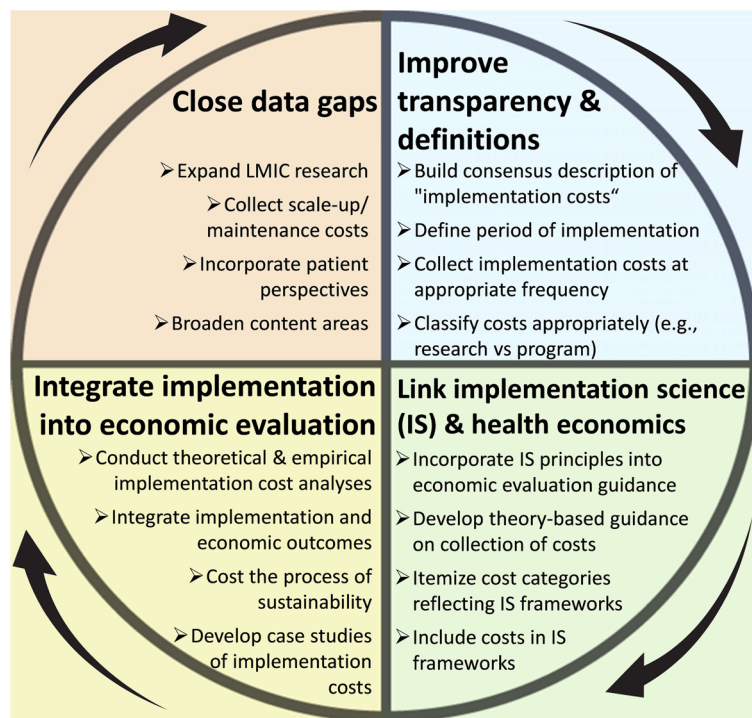 Close data gaps
➢Expand LMIC research
➢Collect scale-up/
maintenance costs
➢Incorporate patient
perspectives
➢Broaden content areas
Improve
transparency &
definitions
➢Build consensus description of
"implementation costs“
➢Define period of implementation
➢Collect implementation costs at
appropriate frequency
➢Classify costs appropriately (e.g.,
research vs program)
Integrate implementation
into economic evaluation
➢Conduct theoretical & empirical
implementation cost analyses
➢Integrate implementation and
economic outcomes
➢Cost the process of
sustainability
➢Develop case studies
of implementation
costs
Link implementation science
(IS) & health economics
➢Incorporate IS principles into
economic evaluation guidance
➢Develop theory-based guidance
on collection of costs
➢Itemize cost categories
reflecting IS frameworks
➢Include costs in IS
frameworks